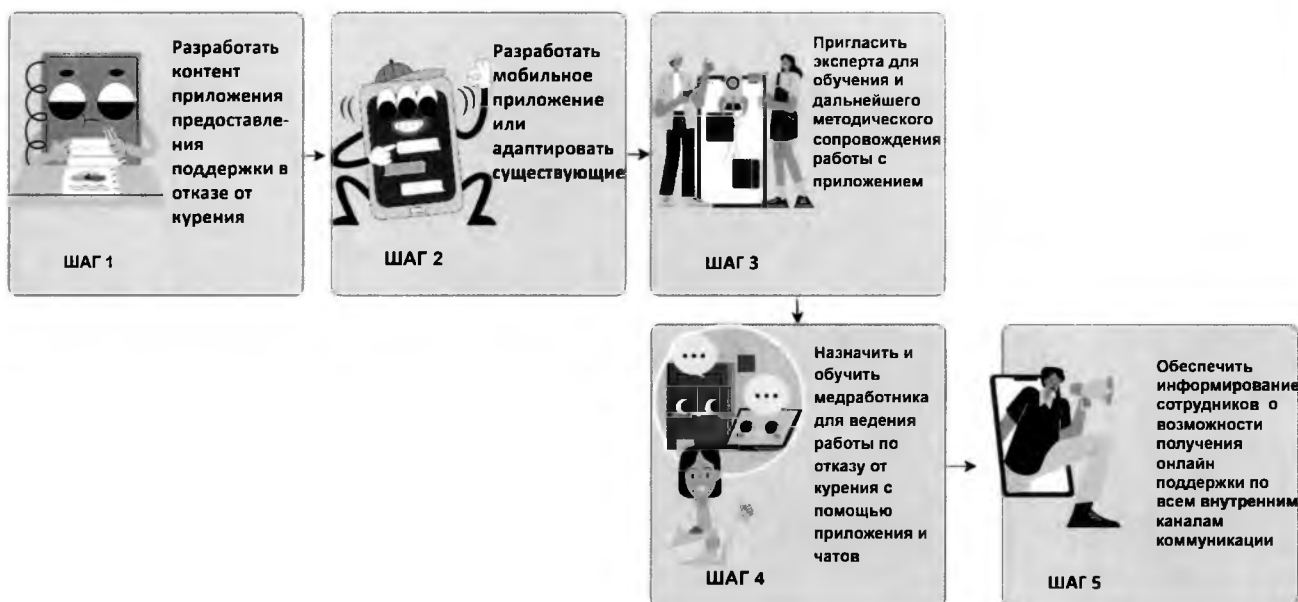 Разработать
контент
приложения
предоставле-
ния
поддержки в
отказе от
курения
ШАГ 1
Разработать
мобильное
приложение
или
адаптировать
существующие
ШАГ 2
Пригласить
эксперта для
обучения и
дальнейшего
методического
сопровождения
работы с
приложением
ШАГ 3
Назначить и
обучить
медработника
для ведения
работы по
отказу от
курения с
помощью
приложения и
чатов
ШАГ 4
Обеспечить
информирование
сотрудников о
возможности
получения
онлайн
поддержки по
всем внутренним
каналам
коммуникации
ШАГ 5